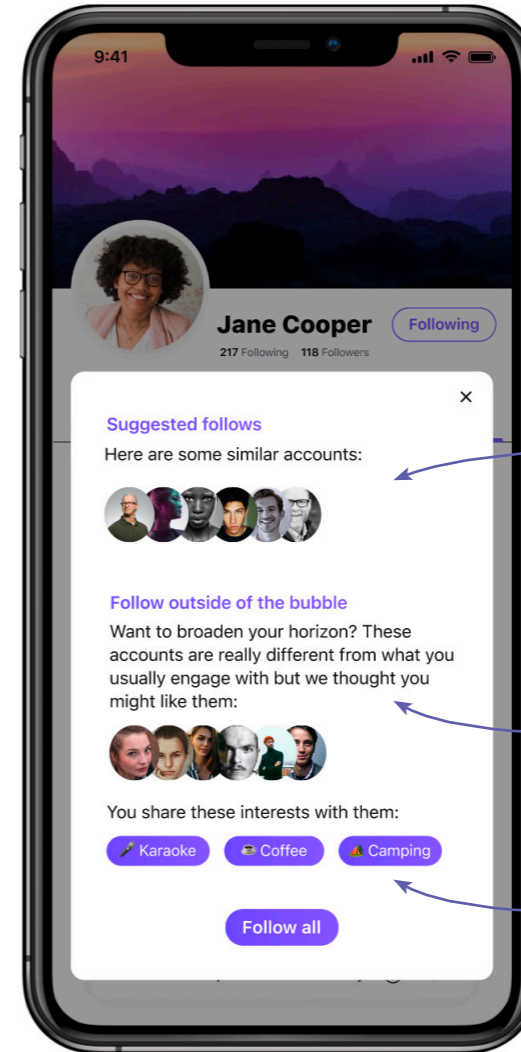 9:41
Jane Cooper
Following
217 Following 118 Followers
Suggested follows
Here are some similar accounts:
Follow outside of the bubble
Want to broaden your horizon? These
accounts are really different from what you
usually engage with but we thought you
might like them:
You share these interests with them:
Karaoke Coffee Camping
Follow all